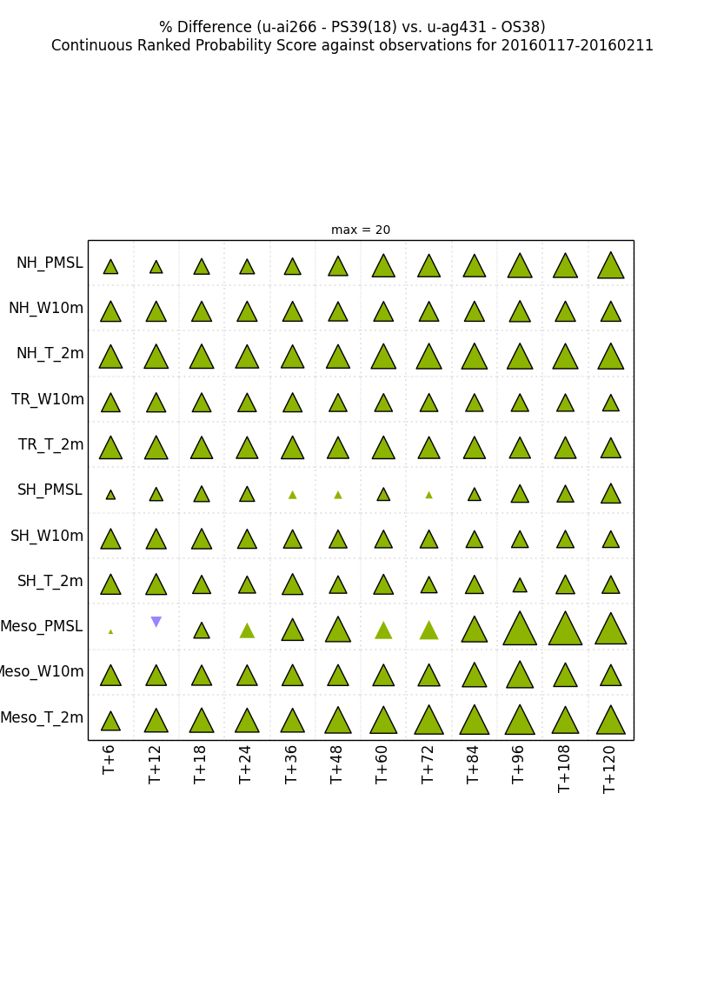 % Difference (u-ai266 - PS39(18) vs. u-ag431 - OS38)
Continuous Ranked Probability Score against observations for 20160117-20160211
max = 20
NH_PMSL
NH_W10m
NH_T_2m
TR_W10m
TR_T_2m
SH_PMSL
SH_W10m
SH_T_2m
Meso_PMSL
Meso_W10m
Meso_T_2m
T+6 T+12 T+18 T+24 T+36 T+48 T+60 T+72 T+84 T+96 T+108 T+120